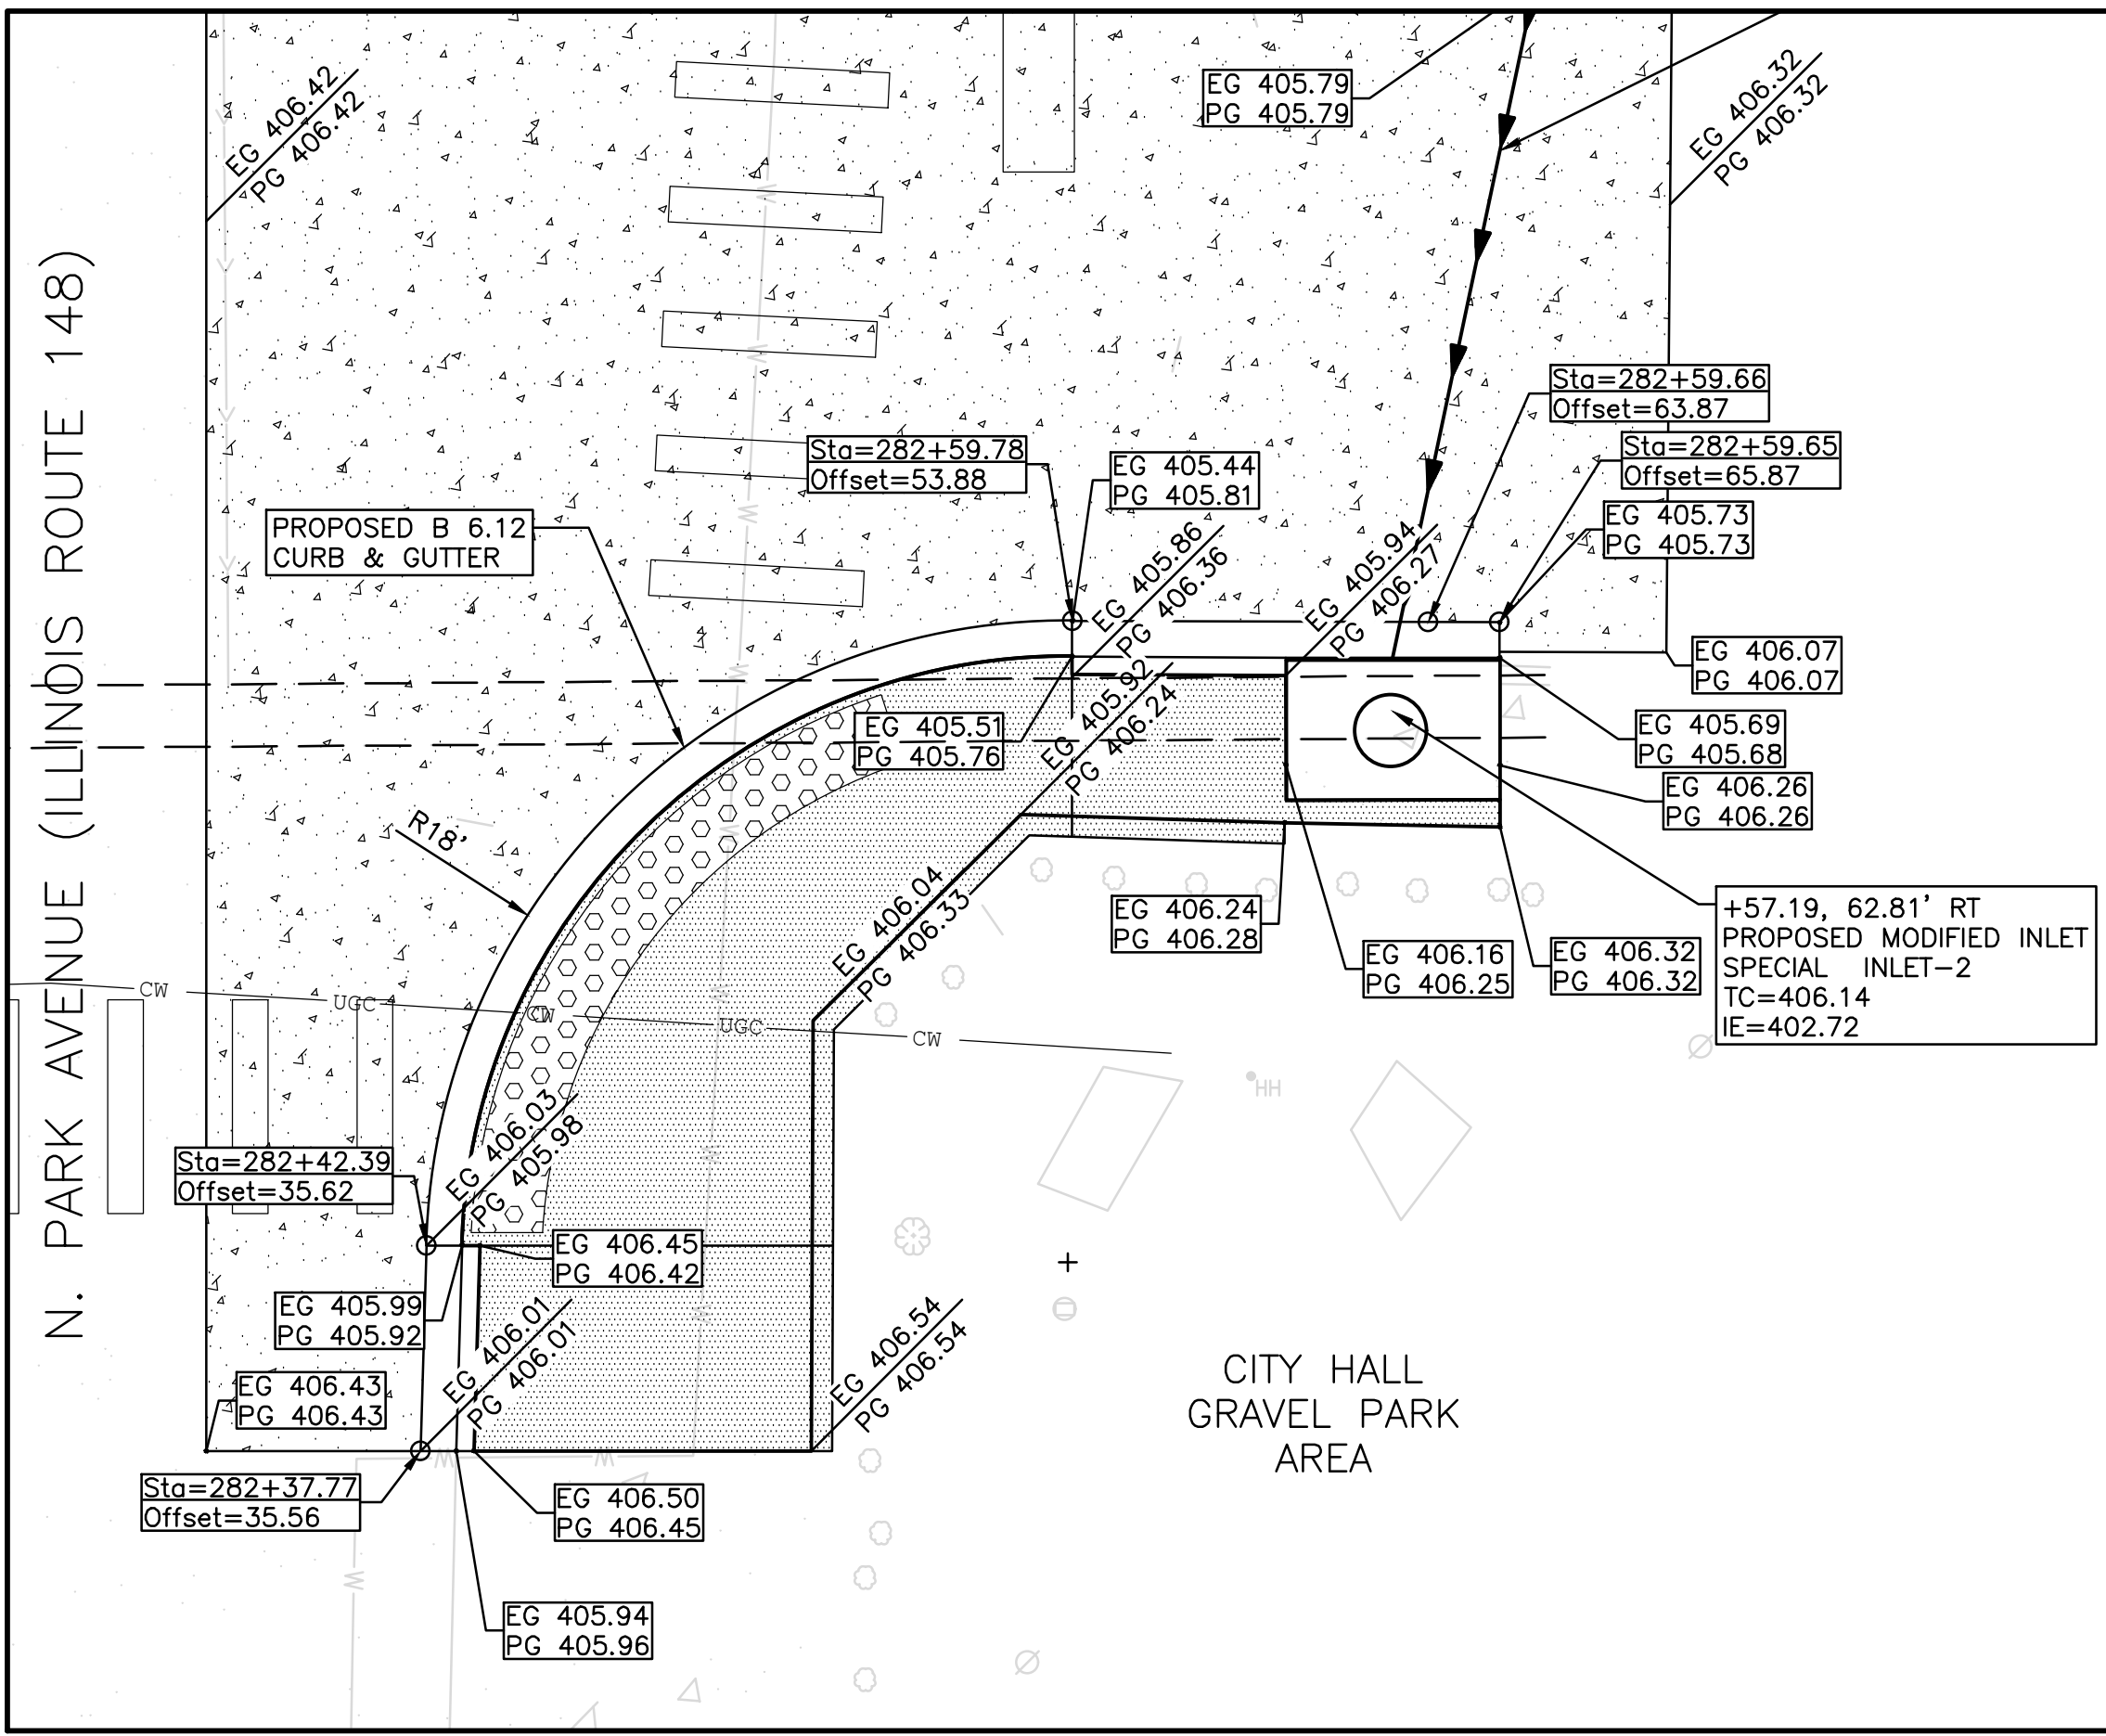 N. PARK AVENUE (ILLINOIS ROUTE 148)
EG 406.42
PG 406.42
EG 405.79
PG 405.79
EG 406.32
PG 406.32
Sta=282+59.66
Offset=63.87
Sta=282+59.65
Offset=65.87
Sta=282+59.78
Offset=53.88
EG 405.44
PG 405.81
EG 405.73
PG 405.73
PROPOSED B 6.12
CURB & GUTTER
EG 405.86
PG 406.36
EG 405.94
PG 406.27
EG 406.07
PG 406.07
EG 405.51
PG 405.76
EG 405.92
PG 406.24
EG 405.69
PG 405.68
EG 406.26
PG 406.26
R18'
EG 406.04
PG 406.33
EG 406.24
PG 406.28
EG 406.16
PG 406.25
EG 406.32
PG 406.32
+57.19, 62.81' RT
PROPOSED MODIFIED INLET
SPECIAL INLET-2
TC=406.14
IE=402.72
CW
UGC
CW
UGC
CW
HH
EG 406.03
PG 405.98
Sta=282+42.39
Offset=35.62
EG 406.45
PG 406.42
EG 405.99
PG 405.92
EG 406.01
PG 406.01
EG 406.54
PG 406.54
EG 406.43
PG 406.43
CITY HALL
GRAVEL PARK
AREA
Sta=282+37.77
Offset=35.56
EG 406.50
PG 406.45
EG 405.94
PG 405.96
W
W
W
W
W
W
W
W
W
W
W
W